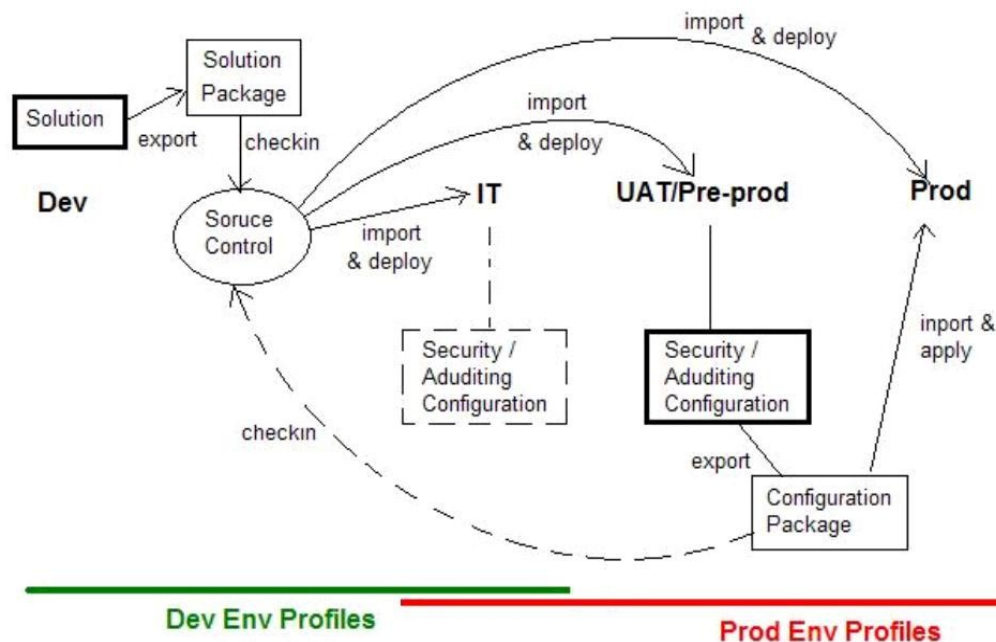 import
& deploy
Solution
Package
Solution
export
checkin
import
& deploy
Dev
IT
UAT/Pre-prod
Prod
Soruce
Control
import
& deploy
inport &
apply
Security /
Aduditing
Configuration
Security /
Aduditing
Configuration
checkin
export
Configuration
Package
Dev Env Profiles
Prod Env Profiles